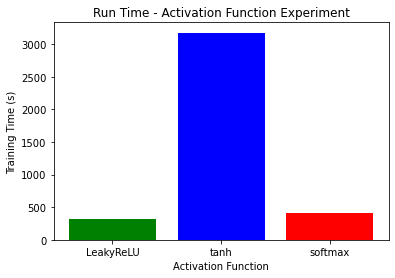 Run Time - Activation Function Experiment
Training Time (s)
3000
2500
2000
1500
1000
500
0
LeakyReLU tanh softmax
Activation Function